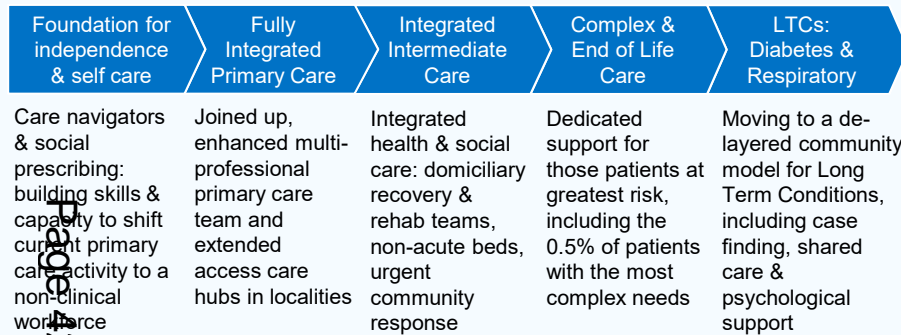 Foundation for
independence
& self care
Fully
Integrated
Primary Care
Integrated
Intermediate
Care
Complex &
End of Life
Care
LTCs:
Diabetes &
Respiratory
Care navigators
& social
prescribing:
building skills &
capacity to shift
current primary
care activity to a
non-clinical
workforce
Joined up,
enhanced multi-
professional
primary care
team and
extended
access care
hubs in localities
Integrated
health & social
care: domiciliary
recovery &
rehab teams,
non-acute beds,
urgent
community
response
Dedicated
support for
those patients at
greatest risk,
including the
0.5% of patients
with the most
complex needs
Moving to a de-
layered community
model for Long
Term Conditions,
including case
finding, shared
care &
psychological
support
Page